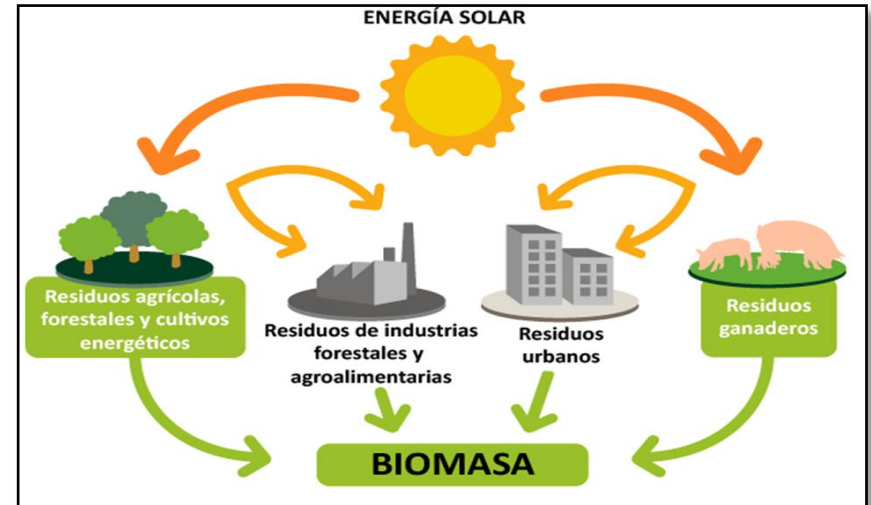 ENERGÍA SOLAR
Residuos agrícolas,
forestales y cultivos
energéticos
Residuos de industrias
forestales y
agroalimentarias
Residuos
urbanos
Residuos
ganaderos
BIOMASA